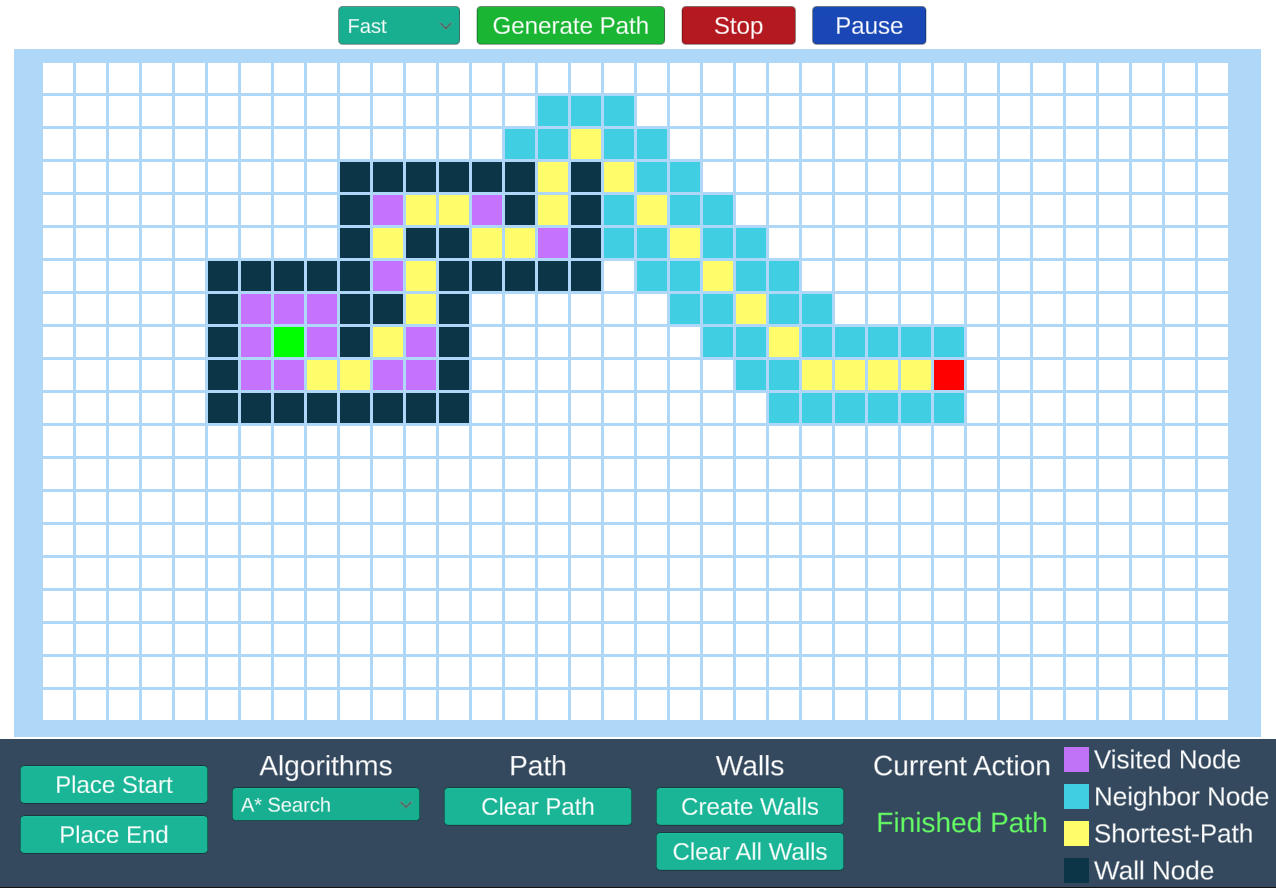 Fast
Generate Path
Stop
Pause
Place Start
Place End
Algorithms
A* Search
Path
Clear Path
Walls
Create Walls
Clear All Walls
Current Action
Finished Path
Visited Node
Neighbor Node
Shortest-Path
Wall Node